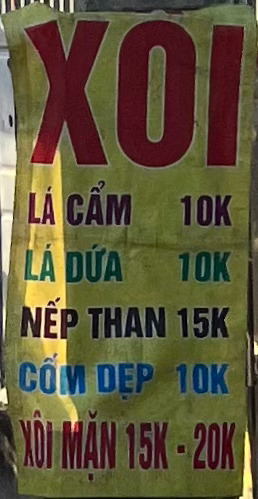 XOI
LÁ CẨM 10K
LÁ DỨA 10K
NẾP THAN 15K
CỐM DẸP 10K
XÔI MẶN 15K - 20K